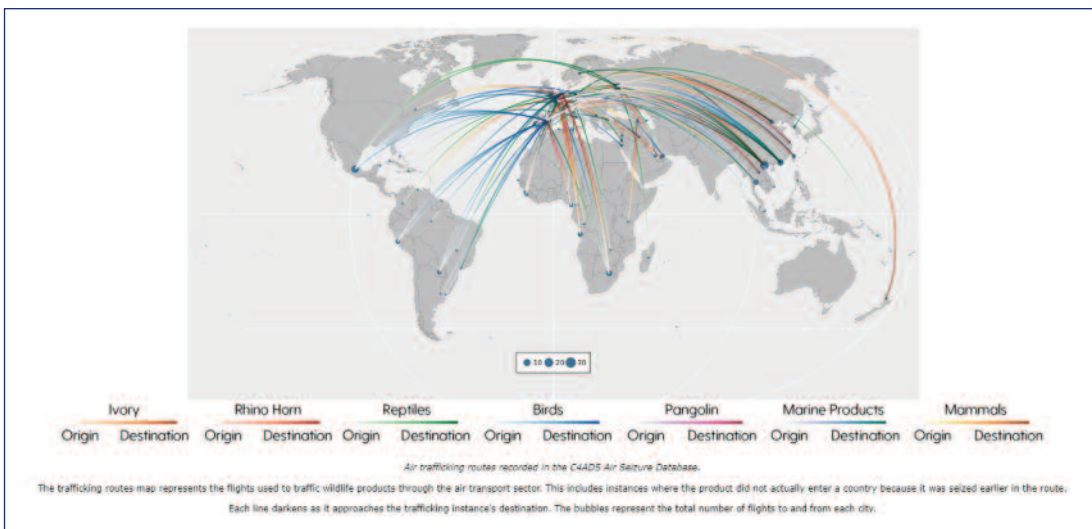 10 20 30
Ivory Rhino Horn Reptiles Birds Pangolin Marine Products Mammals
Origin Destination Origin Destination Origin Destination Origin Destination Origin Destination Origin Destination Origin Destination
Air trafficking routes recorded in the C4ADS Air Seizure Database.
The trafficking routes map represents the flights used to traffic wildlife products through the air transport sector. This includes instances where the product did not actually enter a country because it was seized earlier in the route.
Each line darkens as it approaches the trafficking instance's destination. The bubbles represent the total number of flights to and from each city.